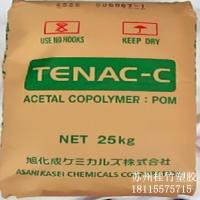 USE NO HOOKS
KEEP DRY
TENAC-C
ACETAL COPOLYMER : POM
NET 25kg
旭化成ケミカルズ株式会社
ASAHI KASEI CHEMICALS CO
苏州桂竹塑胶
18115575715